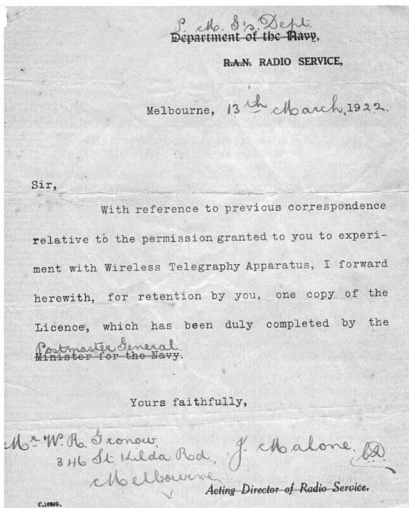 P. M. G's. Dept.
Department of the Navy,
R.A.N. RADIO SERVICE,
Melbourne, 13th March, 1922.
Sir,
With reference to previous correspondence
relative to the permission granted to you to experi-
ment with Wireless Telegraphy Apparatus, I forward
herewith, for retention by you, one copy of the
Licence, which has been duly completed by the
Postmaster General
Minister for the Navy.
Yours faithfully,
Mr W. R. Gronow,
346 St. Kilda Rd.,
Melbourne
J. Malone.
Acting Director of Radio Service.